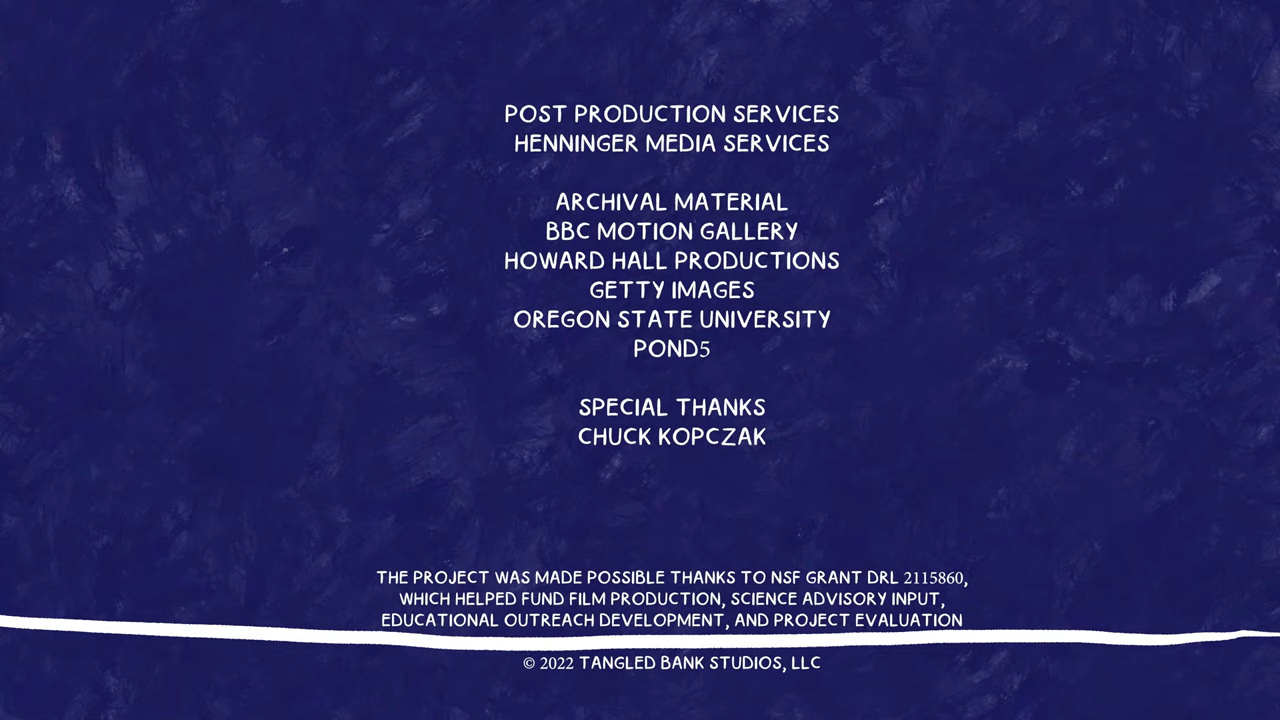 POST PRODUCTION SERVICES
HENNINGER MEDIA SERVICES
ARCHIVAL MATERIAL
BBC MOTION GALLERY
HOWARD HALL PRODUCTIONS
GETTY IMAGES
OREGON STATE UNIVERSITY
POND5
SPECIAL THANKS
CHUCK KOPCZAK
THE PROJECT WAS MADE POSSIBLE THANKS TO NSF GRANT DRL 2115860,
WHICH HELPED FUND FILM PRODUCTION, SCIENCE ADVISORY INPUT,
EDUCATIONAL OUTREACH DEVELOPMENT, AND PROJECT EVALUATION
© 2022 TANGLED BANK STUDIOS, LLC